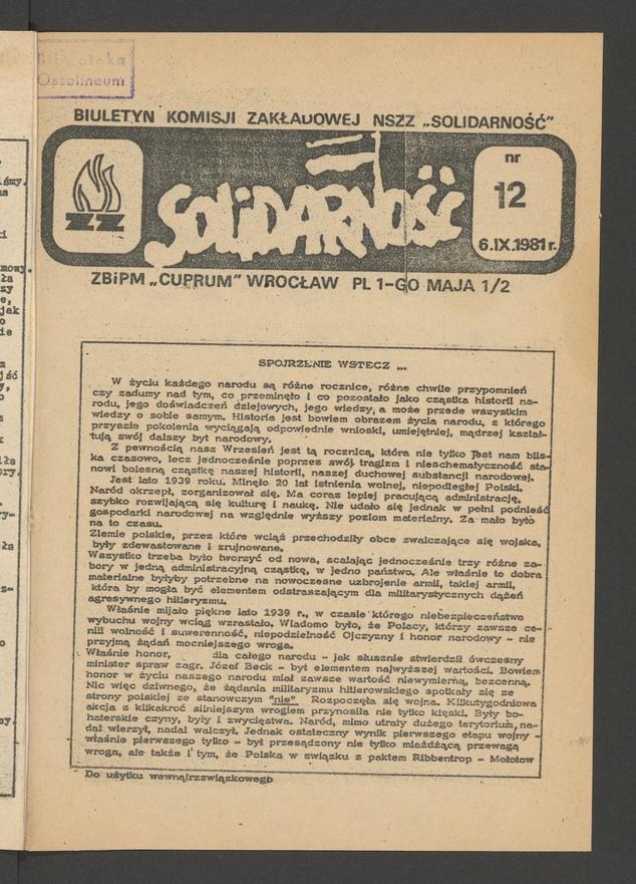 Biblioteka
Ossolineum
BIULETYN KOMISJI ZAKŁADOWEJ NSZZ „SOLIDARNOŚĆ”
ZZ
SOLIDARNOŚĆ
nr
12
6.IX.1981 r.
ZBiPM „CUPRUM” WROCŁAW PL 1-GO MAJA 1/2
SPOJRZENIE WSTECZ ...
W życiu każdego narodu są różne rocznice, różne chwile przypomnień
czy zadumy nad tym, co przeminęło i co pozostało jako cząstka historii na-
rodu, jego doświadczeń dziejowych, jego wiedzy, a może przede wszystkim
wiedzy o sobie samym. Historia jest bowiem obrazem życia narodu, z którego
przyszłe pokolenia wyciągają odpowiednie wnioski, umiejętniej, mądrzej kształ-
tują swój dalszy byt narodowy.
Z pewnością nasz Wrzesień jest tą rocznicą, która nie tylko jest nam blis-
ka czasowo, lecz jednocześnie poprzez swój tragizm i nieschematyczność sta-
nowi bolesną cząstkę naszej historii, naszej duchowej substancji narodowej.
Jest lato 1939 roku. Minęło 20 lat istnienia wolnej, niepodległej Polski.
Naród okrzepł, zorganizował się. Ma coraz lepiej pracującą administrację,
szybko rozwijającą się kulturę i naukę. Nie udało się jednak w pełni podnieść
gospodarki narodowej na względnie wyższy poziom materialny. Za mało było
na to czasu.
Ziemie polskie, przez które wciąż przechodziły obce zwalczające się wojska,
były zdewastowane i zrujnowane.
Wszystko trzeba było tworzyć od nowa, scalając jednocześnie trzy różne za-
bory w jedną administracyjną cząstkę, w jedno państwo. Ale właśnie te dobra
materialne byłyby potrzebne na nowoczesne uzbrojenie armii, takiej armii,
która by mogła być elementem odstraszającym dla militarystycznych dążeń
agresywnego hitleryzmu.
Właśnie mijało piękne lato 1939 r., w czasie którego niebezpieczeństwo
wybuchu wojny wciąż wzrastało. Wiadomo było, że Polacy, którzy zawsze ce-
nili wolność i suwerenność, niepodzielność Ojczyzny i honor narodowy - nie
przyjmą żądań mocniejszego wroga.
Właśnie honor, dla całego narodu - jak słusznie stwierdził ówczesny
minister spraw zagr. Józef Beck - był elementem najwyższej wartości. Bowiem
honor w życiu naszego narodu miał zawsze wartość niewymierną, bezcenną.
Nic więc dziwnego, że żądania militaryzmu hitlerowskiego spotkały się ze
strony polskiej ze stanowczym "nie" Rozpoczęła się wojna. Kilkutygodniowa
akcja z kilkakroć silniejszym wrogiem przynosiła nie tylko klęski. Były bo-
haterskie czyny, były i zwycięstwa. Naród, mimo utraty dużego terytorium, na-
dal wierzył, nadal walczył. Jednak ostateczny wynik pierwszego etapu wojny -
właśnie pierwszego tylko - był przesądzony nie tylko miażdżącą przewagą
wroga, ale także i tym, że Polska w związku z paktem Ribbentrop - Mołotow
Do użytku wewnątrzzwiązkowego